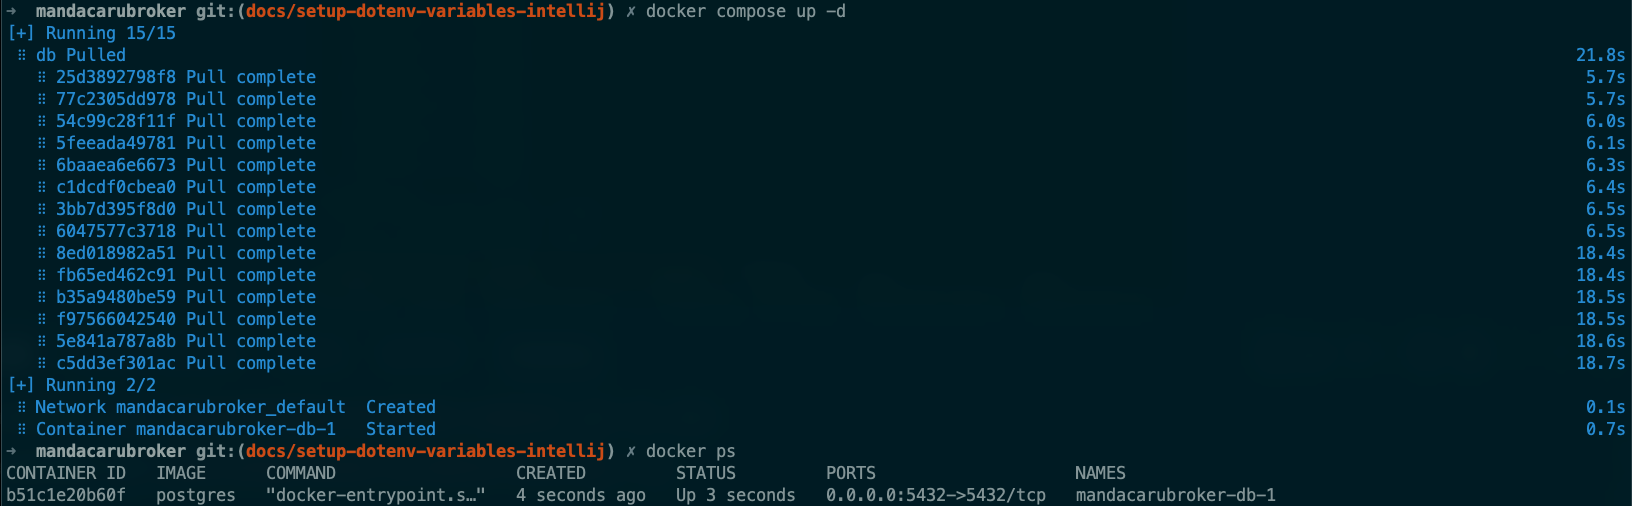 → mandacarubroker git:(docs/setup-dotenv-variables-intellij) ✗ docker compose up -d
[+] Running 15/15
⠿ db Pulled 21.8s
⠿ 25d3892798f8 Pull complete 5.7s
⠿ 77c2305dd978 Pull complete 5.7s
⠿ 54c99c28f11f Pull complete 6.0s
⠿ 5feeada49781 Pull complete 6.1s
⠿ 6baaea6e6673 Pull complete 6.3s
⠿ c1dcdf0cbea0 Pull complete 6.4s
⠿ 3bb7d395f8d0 Pull complete 6.5s
⠿ 6047577c3718 Pull complete 6.5s
⠿ 8ed018982a51 Pull complete 18.4s
⠿ fb65ed462c91 Pull complete 18.4s
⠿ b35a9480be59 Pull complete 18.5s
⠿ f97566042540 Pull complete 18.5s
⠿ 5e841a787a8b Pull complete 18.6s
⠿ c5dd3ef301ac Pull complete 18.7s
[+] Running 2/2
⠿ Network mandacarubroker_default Created 0.1s
⠿ Container mandacarubroker-db-1 Started 0.7s
→ mandacarubroker git:(docs/setup-dotenv-variables-intellij) ✗ docker ps
CONTAINER ID IMAGE COMMAND CREATED STATUS PORTS NAMES
b51c1e20b60f postgres "docker-entrypoint.s…" 4 seconds ago Up 3 seconds 0.0.0.0:5432->5432/tcp mandacarubroker-db-1